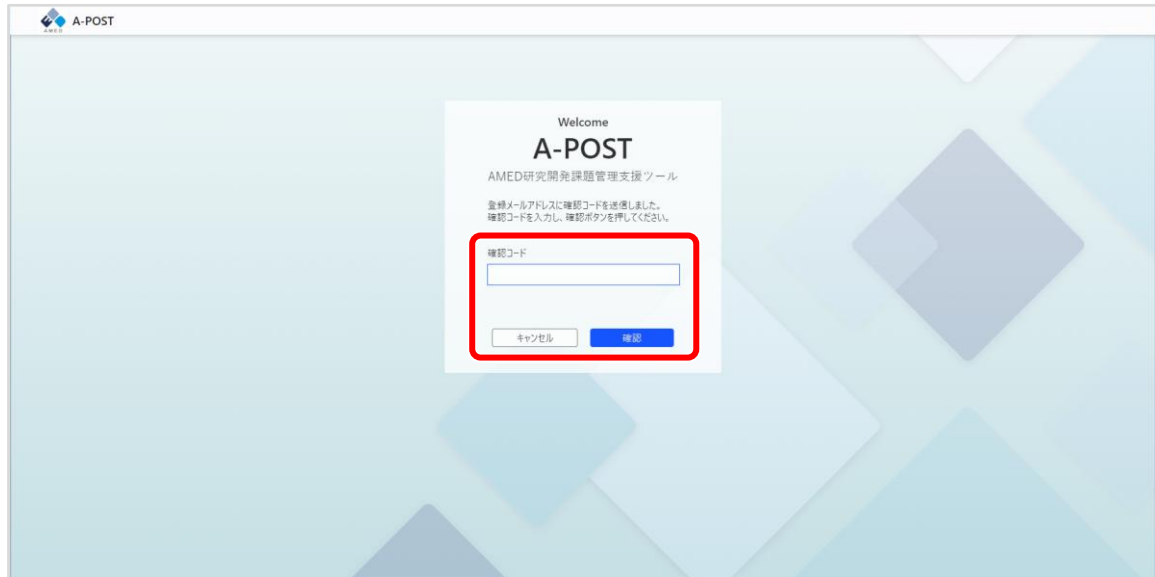 AMED
A-POST
Welcome
A-POST
AMED研究開発課題管理支援ツール
登録メールアドレスに確認コードを送信しました。
確認コードを入力し、確認ボタンを押してください。
確認コード
キャンセル
確認